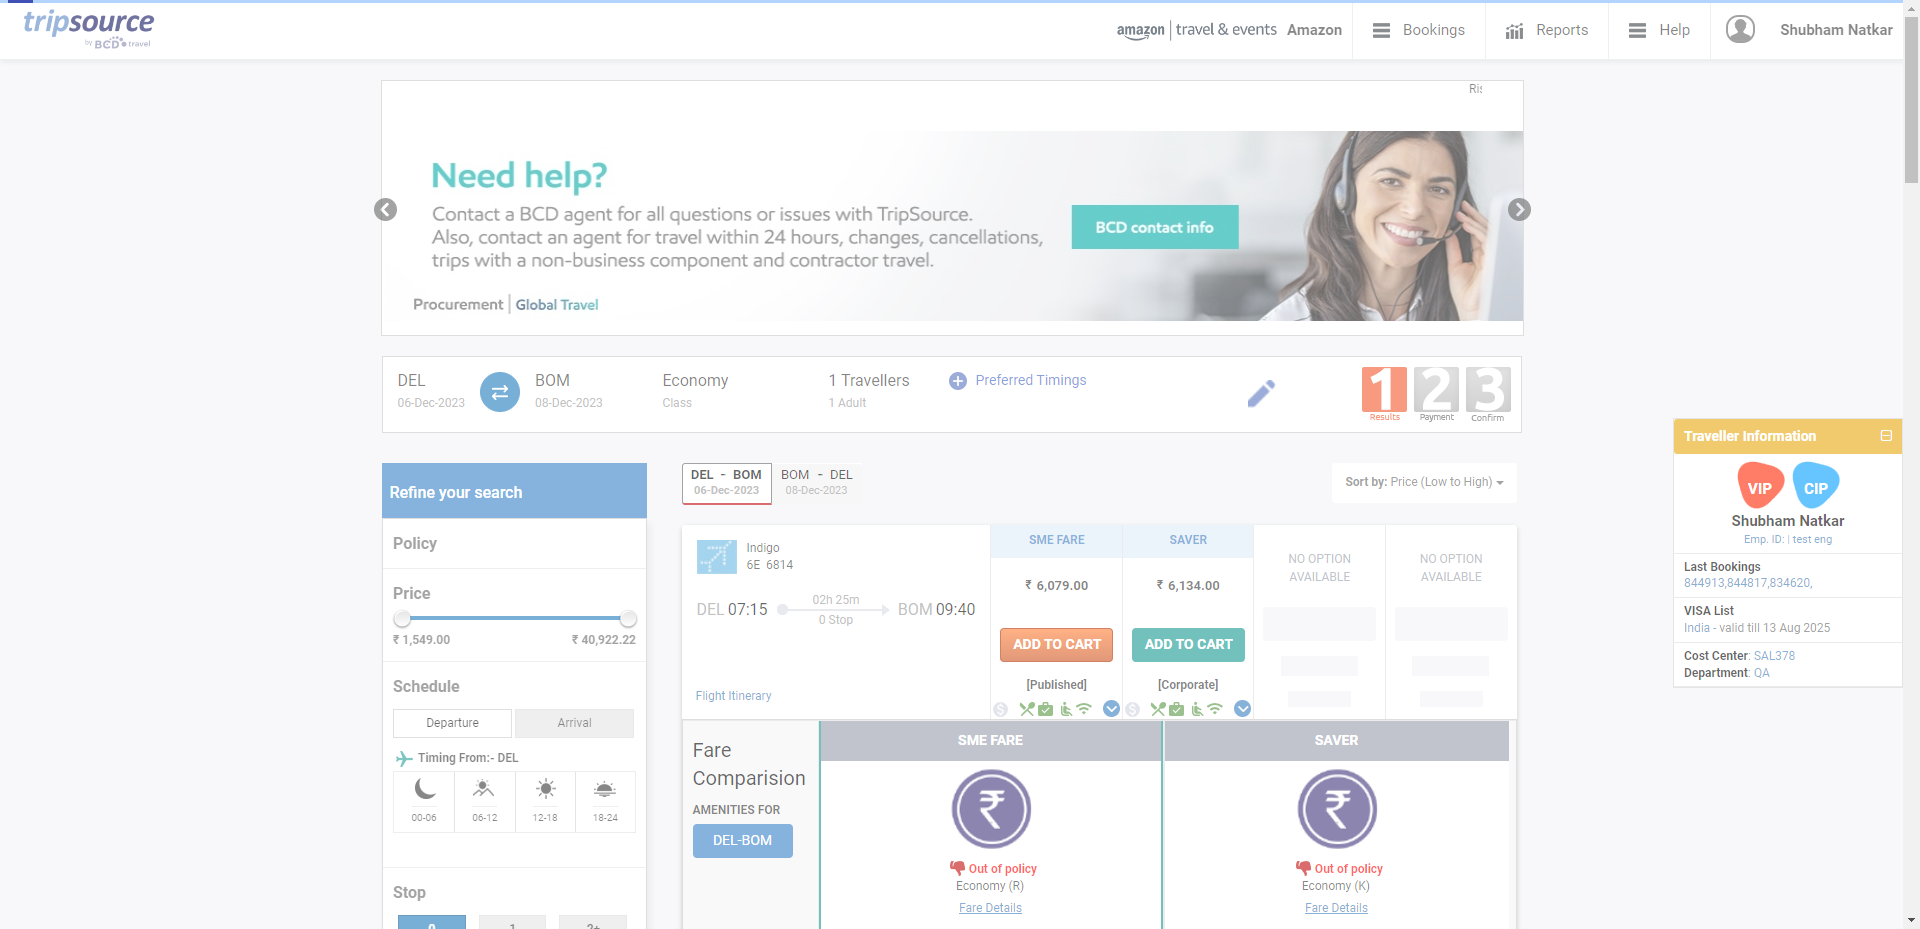 tripsource
by BCD travel
amazon | travel & events Amazon
Bookings
Reports
Help
Shubham Natkar
Ris
Need help?
Contact a BCD agent for all questions or issues with TripSource.
Also, contact an agent for travel within 24 hours, changes, cancellations,
trips with a non-business component and contractor travel.
BCD contact info
Procurement | Global Travel
DEL
06-Dec-2023
BOM
08-Dec-2023
Economy
Class
1 Travellers
1 Adult
Preferred Timings
1 2 3
Results Payment Confirm
Traveller Information
VIP CIP
Shubham Natkar
Emp. ID: | test eng
Last Bookings
844913,844817,834620,
VISA List
India - valid till 13 Aug 2025
Cost Center: SAL378
Department: QA
Refine your search
Policy
Price
₹ 1,549.00 ₹ 40,922.22
Schedule
Departure Arrival
Timing From:- DEL
00-06 06-12 12-18 18-24
Stop
0 1 2+
DEL - BOM
06-Dec-2023
BOM - DEL
08-Dec-2023
Sort by: Price (Low to High)
Indigo
6E 6814
DEL 07:15
02h 25m
0 Stop
BOM 09:40
Flight Itinerary
SME FARE
₹ 6,079.00
ADD TO CART
[Published]
SAVER
₹ 6,134.00
ADD TO CART
[Corporate]
NO OPTION
AVAILABLE
NO OPTION
AVAILABLE
Fare
Comparision
AMENITIES FOR
DEL-BOM
SME FARE
₹
Out of policy
Economy (R)
Fare Details
SAVER
₹
Out of policy
Economy (K)
Fare Details